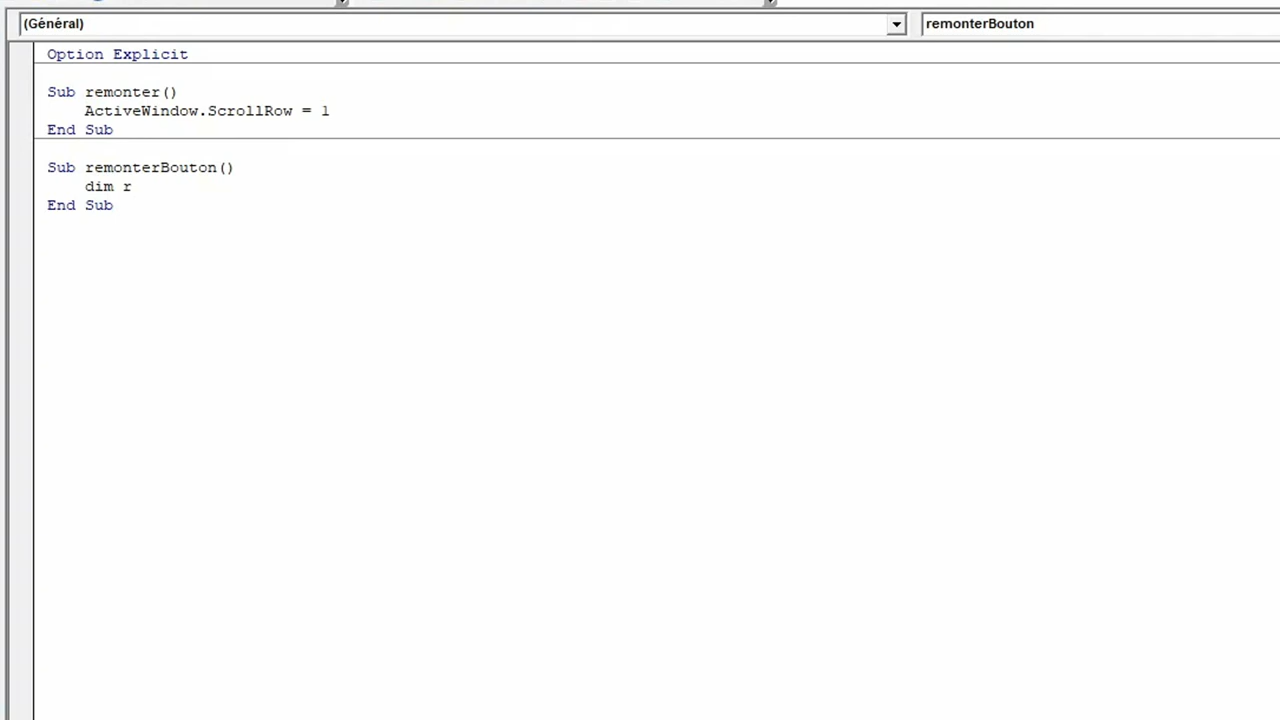 (Général)
remonterBouton
Option Explicit
Sub remonter()
ActiveWindow.ScrollRow = 1
End Sub
Sub remonterBouton()
dim r
End Sub